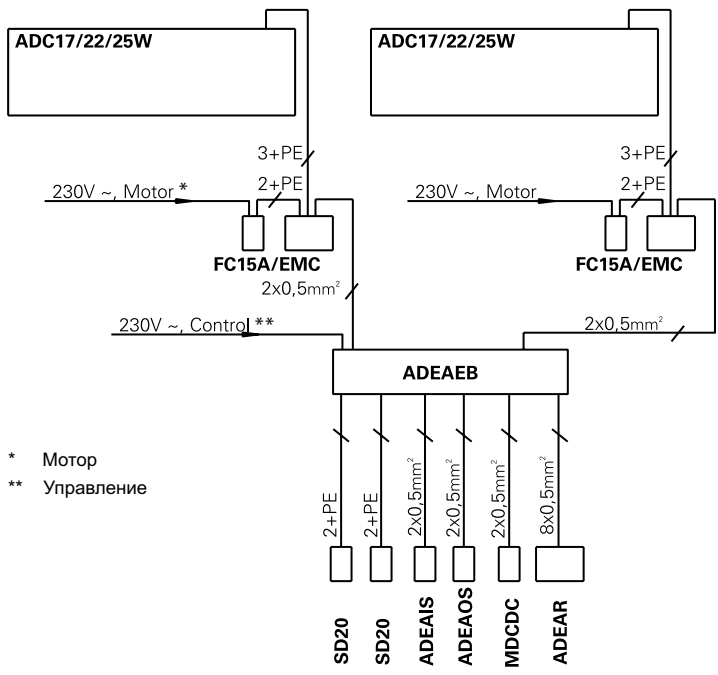 ADC17/22/25W
ADC17/22/25W
3+PE
3+PE
230V ~, Motor *
2+PE
230V ~, Motor
2+PE
FC15A/EMC
FC15A/EMC
2x0,5mm²
230V ~, Control **
2x0,5mm²
ADEAEB
* Мотор
** Управление
2+PE
2+PE
2x0,5mm²
2x0,5mm²
2x0,5mm²
8x0,5mm²
SD20
SD20
ADEAIS
ADEAOS
MDCDC
ADEAR